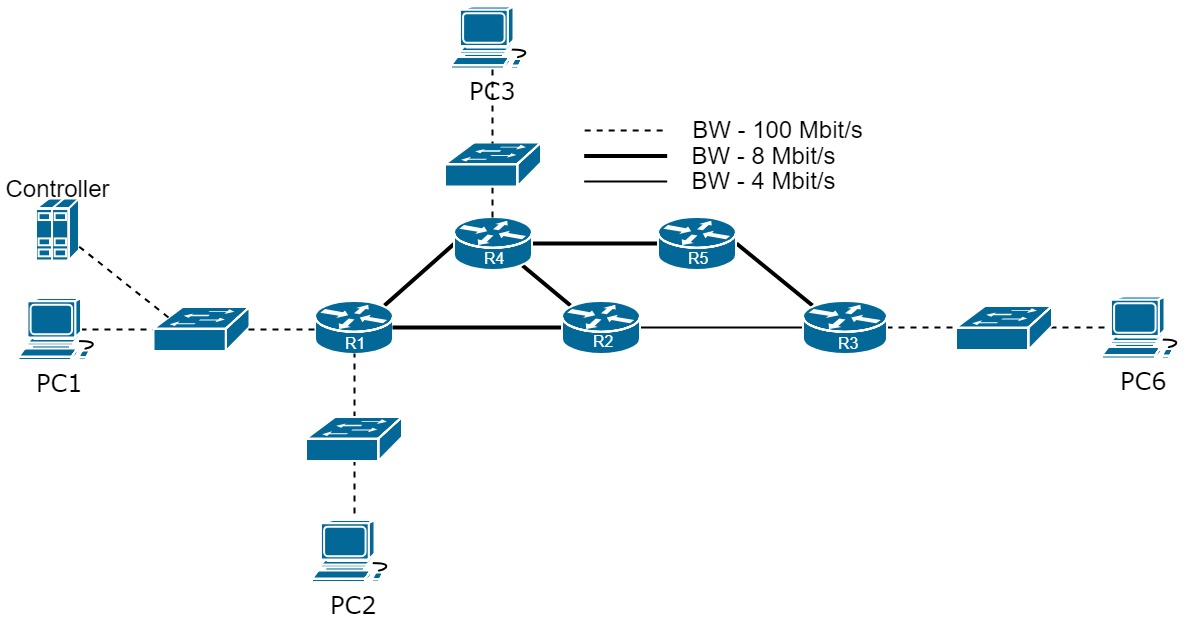 PC3
BW - 100 Mbit/s
BW - 8 Mbit/s
BW - 4 Mbit/s
Controller
R4
R5
R1
R2
R3
PC1
PC6
PC2